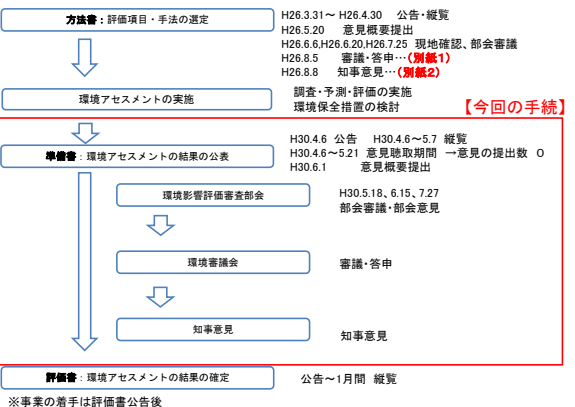 方法書：評価項目・手法の選定
H26.3.31～ H26.4.30　公告・縦覧
H26.5.20　意見概要提出
H26.6.6,H26.6.20,H26.7.25　現地確認、部会審議
H26.8.5　審議・答申…（別紙1）
H26.8.8　知事意見…（別紙2）
環境アセスメントの実施
調査・予測・評価の実施
環境保全措置の検討
【今回の手続】
準備書：環境アセスメントの結果の公表
H30.4.6　公告　H30.4.6～5.7　縦覧
H30.4.6～5.21　意見聴取期間　→意見の提出数　0
H30.6.1　意見概要提出
環境影響評価審査部会
H30.5.18、6.15、7.27
部会審議・部会意見
環境審議会
審議・答申
知事意見
知事意見
評価書：環境アセスメントの結果の確定
公告～1月間　縦覧
※事業の着手は評価書公告後